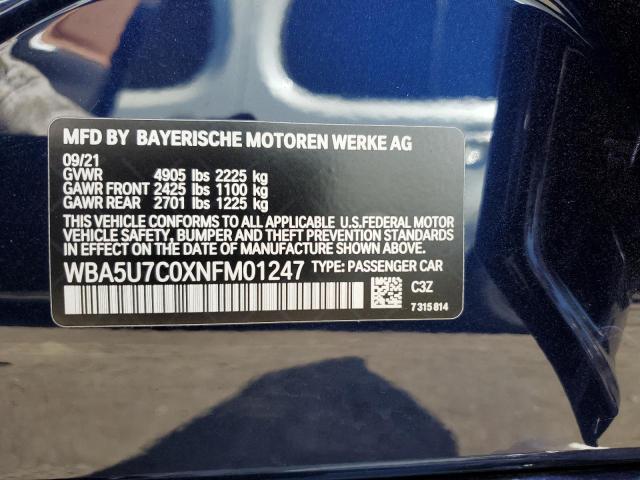 MFD BY BAYERISCHE MOTOREN WERKE AG
09/21
GVWR 4905 lbs 2225 kg
GAWR FRONT 2425 lbs 1100 kg
GAWR REAR 2701 lbs 1225 kg
THIS VEHICLE CONFORMS TO ALL APPLICABLE U.S.FEDERAL MOTOR
VEHICLE SAFETY, BUMPER AND THEFT PREVENTION STANDARDS
IN EFFECT ON THE DATE OF MANUFACTURE SHOWN ABOVE:
WBA5U7C0XNFM01247 TYPE: PASSENGER CAR
C3Z
7 315 814